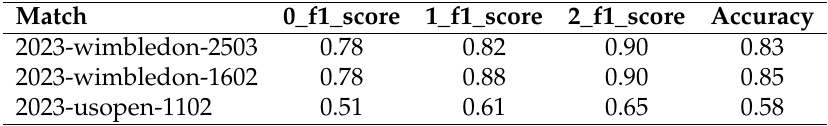 Match 0_f1_score 1_f1_score 2_f1_score Accuracy
2023-wimbledon-2503 0.78 0.82 0.90 0.83
2023-wimbledon-1602 0.78 0.88 0.90 0.85
2023-usopen-1102 0.51 0.61 0.65 0.58